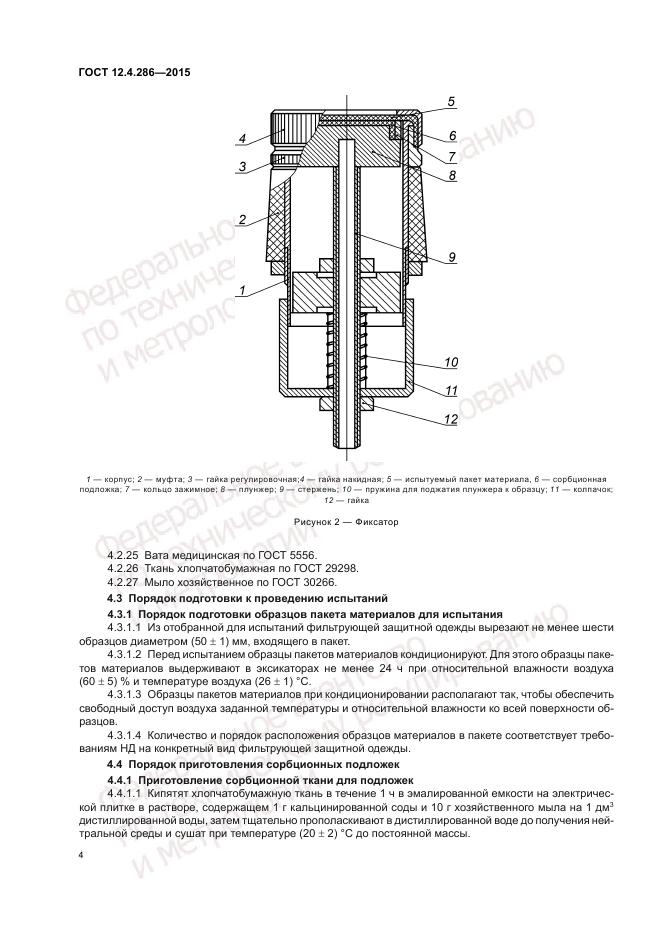 ГОСТ 12.4.286—2015
5
4
6
7
3
8
2
9
1
10
11
12
1 — корпус; 2 — муфта; 3 — гайка регулировочная;4 — гайка накидная; 5 — испытуемый пакет материала, 6 — сорбционная
подложка; 7 — кольцо зажимное; 8 — плунжер; 9 — стержень; 10 — пружина для поджатия плунжера к образцу; 11 — колпачок;
12 — гайка
Рисунок 2 — Фиксатор
4.2.25 Вата медицинская по ГОСТ 5556.
4.2.26 Ткань хлопчатобумажная по ГОСТ 29298.
4.2.27 Мыло хозяйственное по ГОСТ 30266.
4.3 Порядок подготовки к проведению испытаний
4.3.1 Порядок подготовки образцов пакета материалов для испытания
4.3.1.1 Из отобранной для испытаний фильтрующей защитной одежды вырезают не менее шести
образцов диаметром (50 ± 1) мм, входящего в пакет.
4.3.1.2 Перед испытанием образцы пакетов материалов кондиционируют. Для этого образцы паке-
тов материалов выдерживают в эксикаторах не менее 24 ч при относительной влажности воздуха
(60 ± 5) % и температуре воздуха (26 ± 1) °С.
4.3.1.3 Образцы пакетов материалов при кондиционировании располагают так, чтобы обеспечить
свободный доступ воздуха заданной температуры и относительной влажности ко всей поверхности об-
разцов.
4.3.1.4 Количество и порядок расположения образцов материалов в пакете соответствует требо-
ваниям НД на конкретный вид фильтрующей защитной одежды.
4.4 Порядок приготовления сорбционных подложек
4.4.1 Приготовление сорбционной ткани для подложек
4.4.1.1 Кипятят хлопчатобумажную ткань в течение 1 ч в эмалированной емкости на электричес-
кой плитке в растворе, содержащем 1 г кальцинированной соды и 10 г хозяйственного мыла на 1 дм³
дистиллированной воды, затем тщательно прополаскивают в дистиллированной воде до получения ней-
тральной среды и сушат при температуре (20 ± 2) °С до постоянной массы.
4